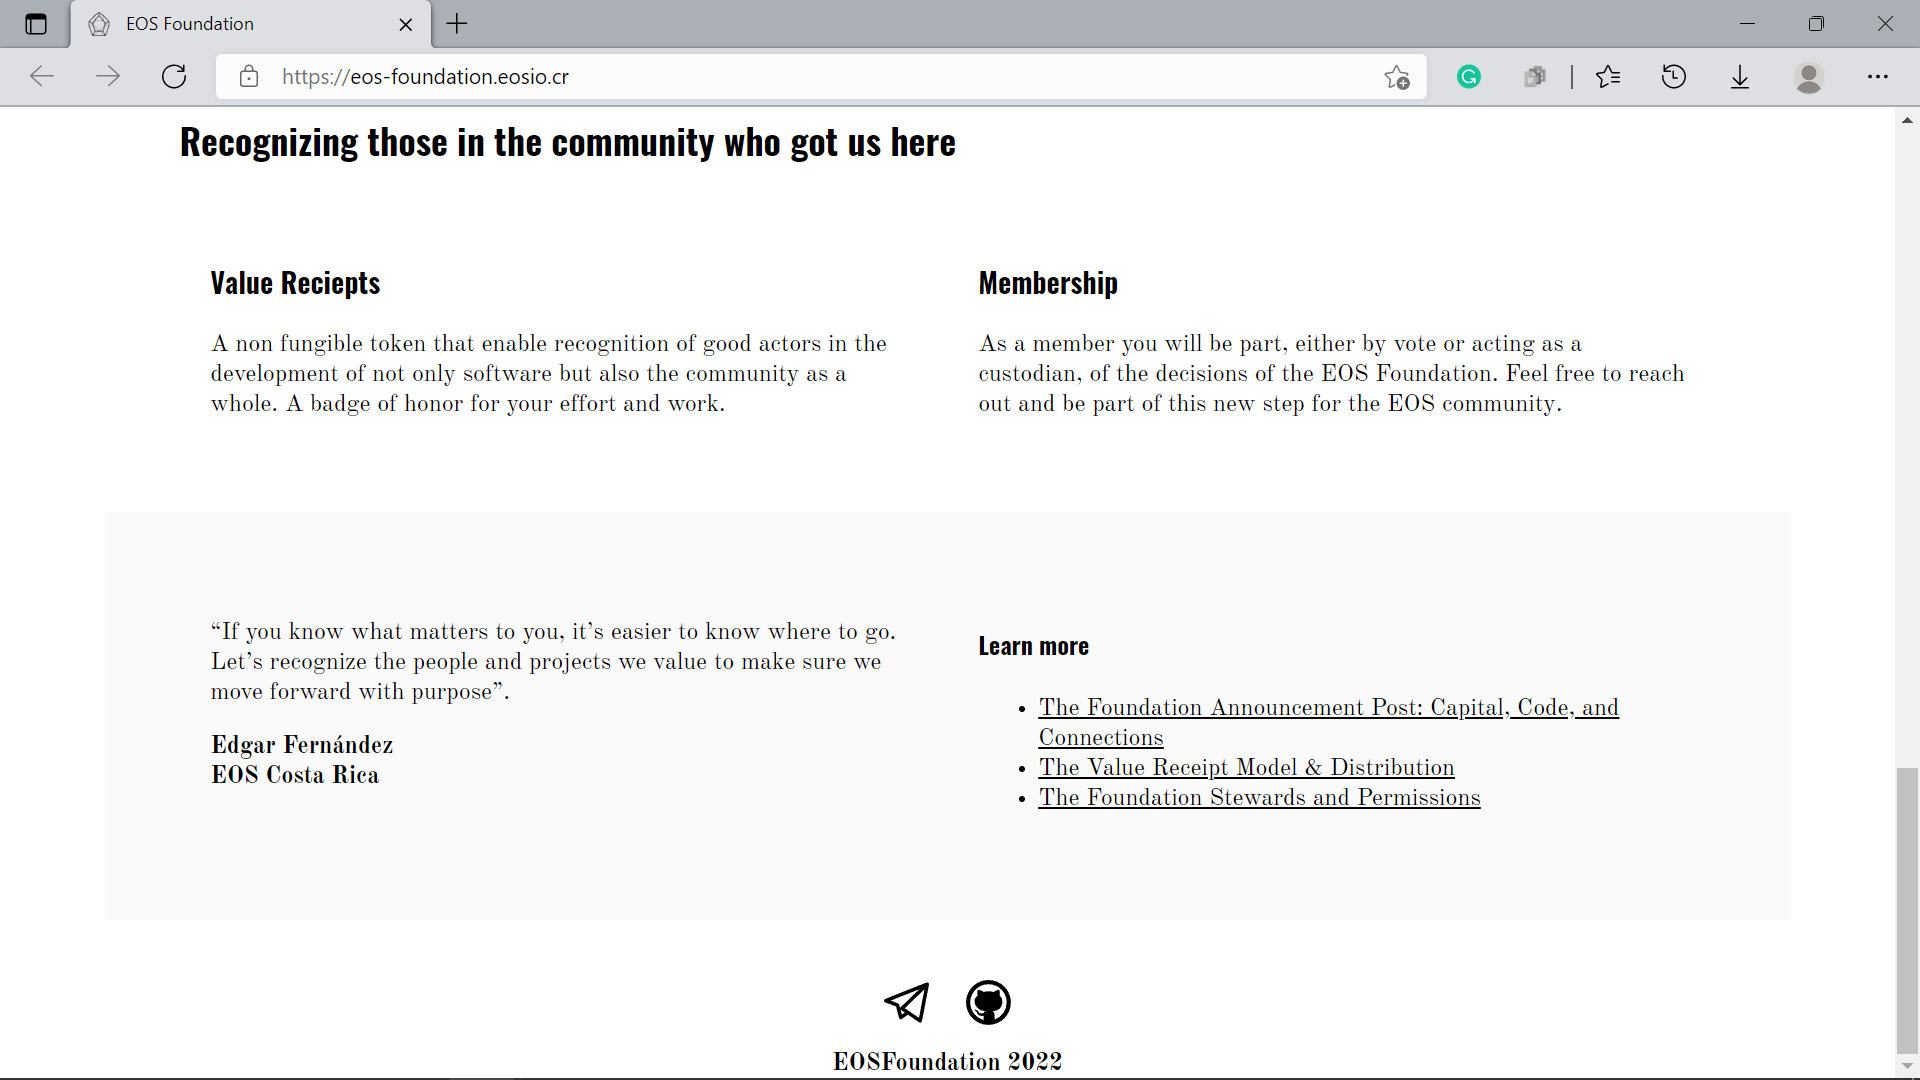 EOS Foundation
https://eos-foundation.eosio.cr
Recognizing those in the community who got us here
Value Reciepts
A non fungible token that enable recognition of good actors in the
development of not only software but also the community as a
whole. A badge of honor for your effort and work.
Membership
As a member you will be part, either by vote or acting as a
custodian, of the decisions of the EOS Foundation. Feel free to reach
out and be part of this new step for the EOS community.
“If you know what matters to you, it’s easier to know where to go.
Let’s recognize the people and projects we value to make sure we
move forward with purpose”.
Edgar Fernández
EOS Costa Rica
Learn more
The Foundation Announcement Post: Capital, Code, and
Connections
The Value Receipt Model & Distribution
The Foundation Stewards and Permissions
EOSFoundation 2022